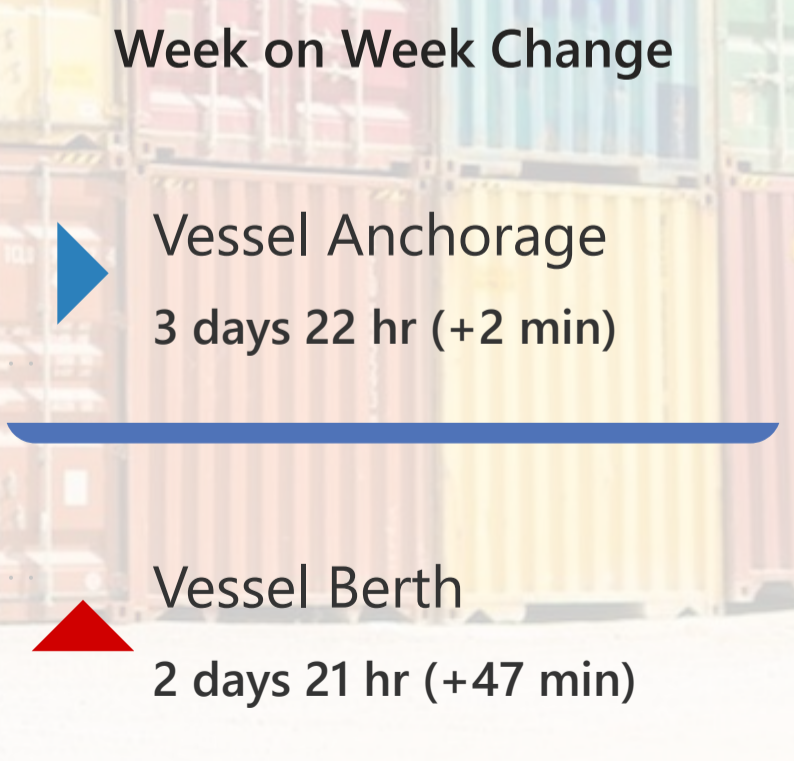 Week on Week Change
Vessel Anchorage
3 days 22 hr (+2 min)
Vessel Berth
2 days 21 hr (+47 min)